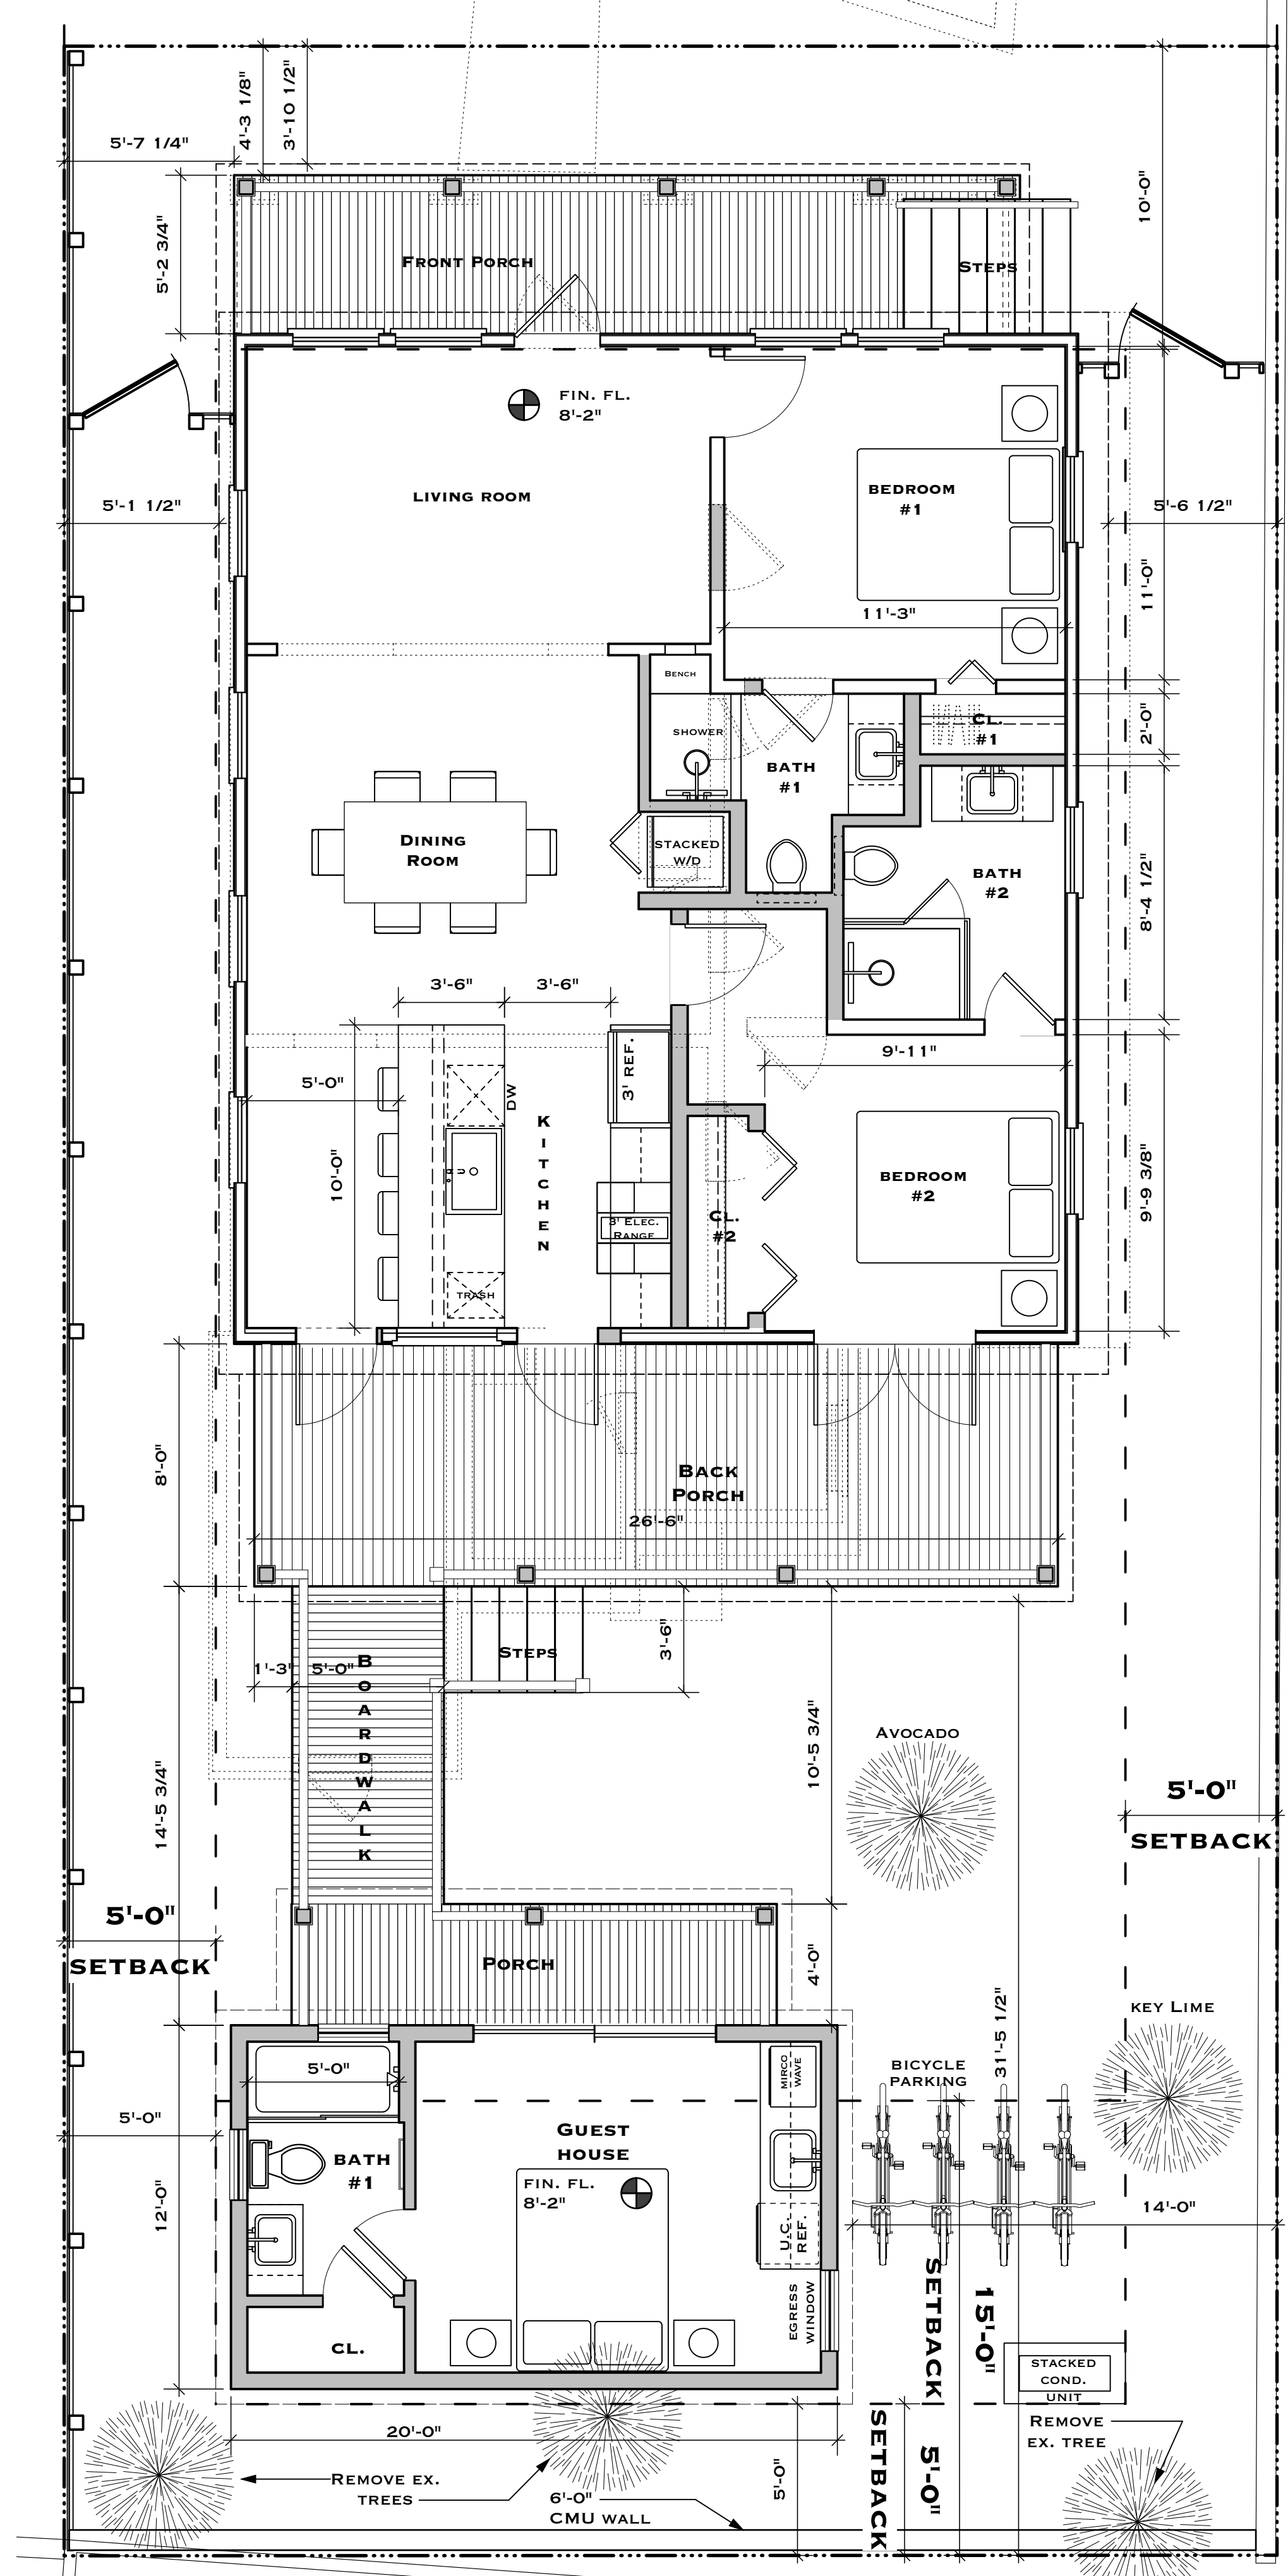 5'-7 1/4"
4'-3 1/8"
3'-10 1/2"
10'-0"
5'-2 3/4"
FRONT PORCH
STEPS
FIN. FL.
8'-2"
LIVING ROOM
BEDROOM
#1
5'-1 1/2"
5'-6 1/2"
11'-0"
11'-3"
BENCH
SHOWER
BATH
#1
CL.
#1
2'-0"
DINING
ROOM
STACKED
W/D
BATH
#2
8'-4 1/2"
3'-6"
3'-6"
5'-0"
DW
3' REF.
9'-11"
10'-0"
KITCHEN
BEDROOM
#2
9'-9 3/8"
3' ELEC.
RANGE
CL.
#2
TRASH
8'-0"
BACK
PORCH
26'-6"
1'-3"
5'-0"
BOARDWALK
STEPS
3'-6"
14'-5 3/4"
10'-5 3/4"
AVOCADO
5'-0"
SETBACK
5'-0"
SETBACK
PORCH
4'-0"
31'-5 1/2"
KEY LIME
5'-0"
MIRCO
WAVE
BICYCLE
PARKING
5'-0"
GUEST
HOUSE
BATH
#1
FIN. FL.
8'-2"
12'-0"
U.C.
REF.
14'-0"
EGRESS
WINDOW
SETBACK
15'-0"
CL.
STACKED
COND.
UNIT
20'-0"
REMOVE
EX. TREE
REMOVE EX.
TREES
6'-0"
CMU WALL
5'-0"
SETBACK
5'-0"